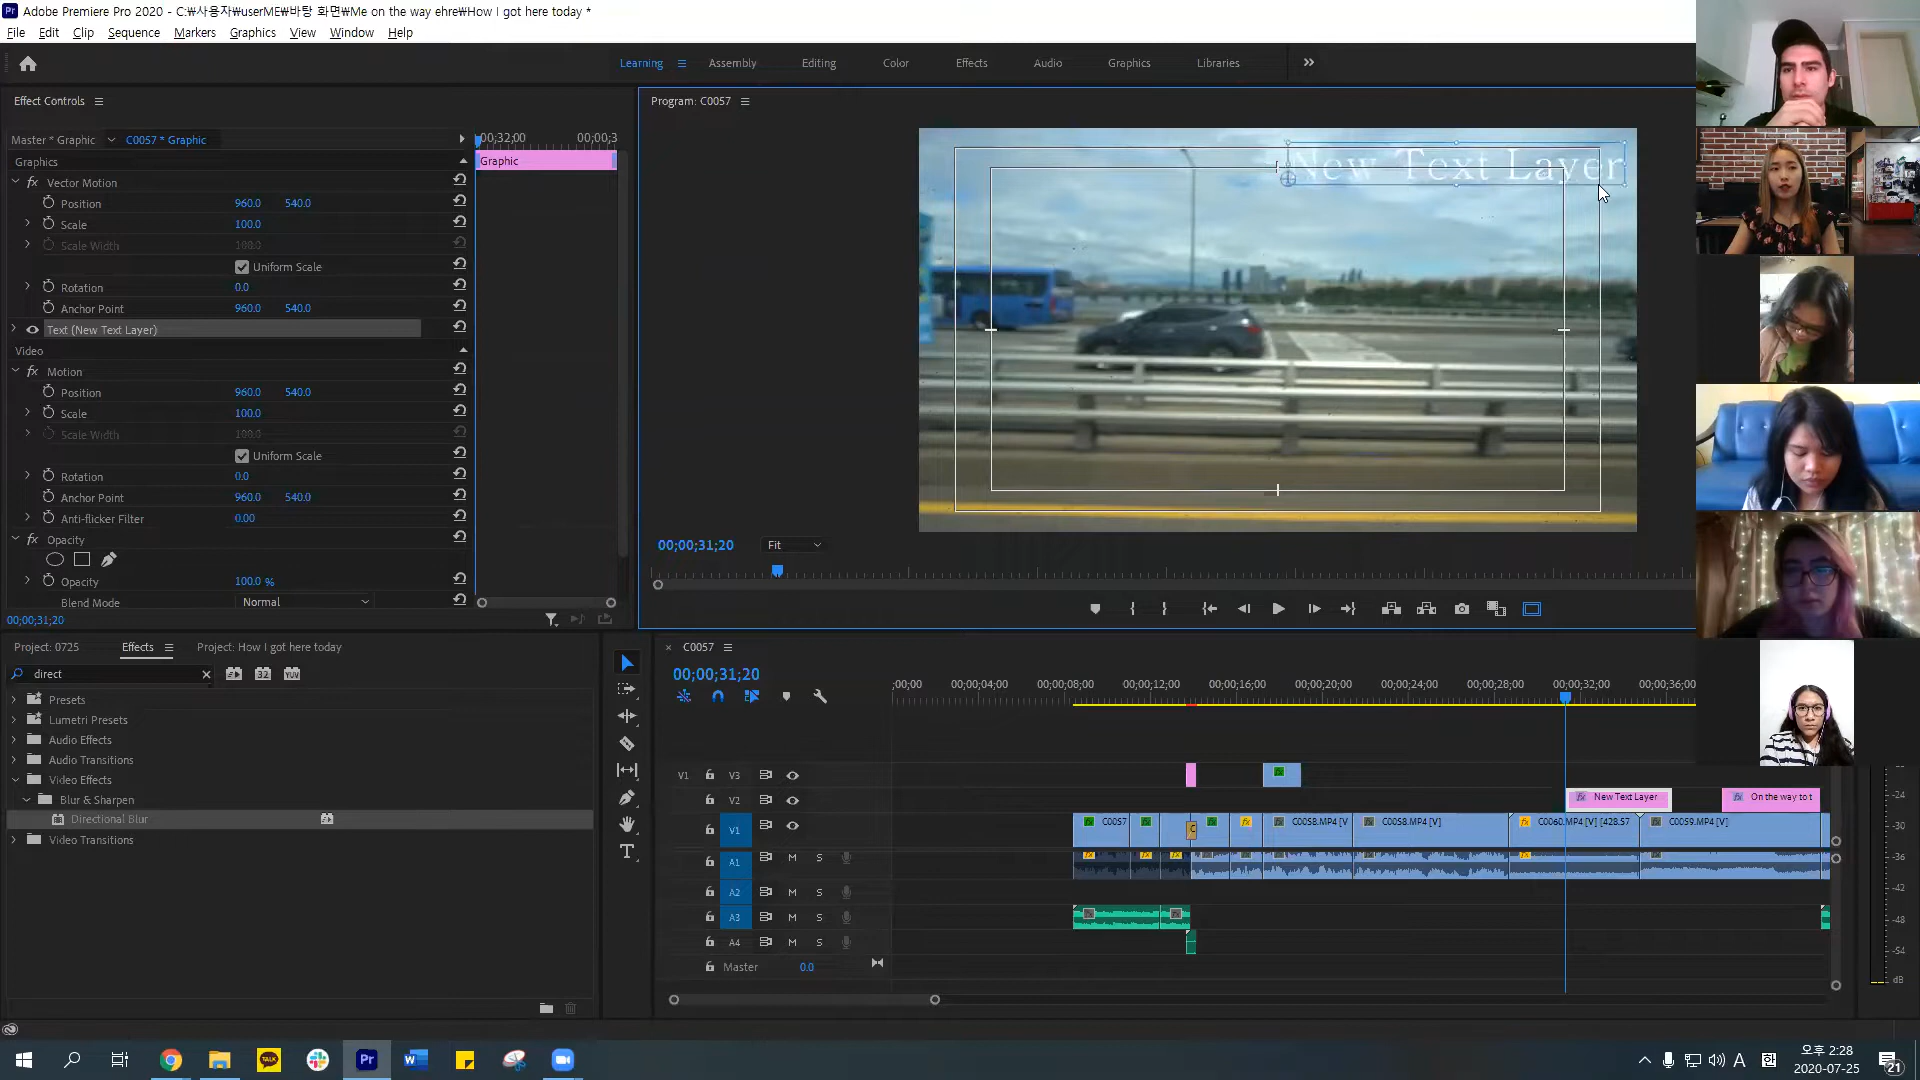 Adobe Premiere Pro 2020 - C:₩사용자₩userME₩바탕 화면₩Me on the way ehre₩How I got here today *
File Edit Clip Sequence Markers Graphics View Window Help
Learning Assembly Editing Color Effects Audio Graphics Libraries
Effect Controls
Master * Graphic C0057 * Graphic
00;32;00 00;00;3
Graphic
Graphics
Vector Motion
Position 960.0 540.0
Scale 100.0
Scale Width 100.0
Uniform Scale
Rotation 0.0
Anchor Point 960.0 540.0
Text (New Text Layer)
Video
Motion
Position 960.0 540.0
Scale 100.0
Scale Width 100.0
Uniform Scale
Rotation 0.0
Anchor Point 960.0 540.0
Anti-flicker Filter 0.00
Opacity
Opacity 100.0 %
Blend Mode Normal
00;00;31;20
Program: C0057
New Text Layer
00;00;31;20 Fit
Project: 0725 Effects Project: How I got here today
direct
32 YUV
Presets
Lumetri Presets
Audio Effects
Audio Transitions
Video Effects
Blur & Sharpen
Directional Blur
Video Transitions
C0057
00;00;31;20
:00;00 00;00;04;00 00;00;08;00 00;00;12;00 00;00;16;00 00;00;20;00 00;00;24;00 00;00;28;00 00;00;32;00 00;00;36;00
V1 V3
V2 New Text Layer On the way to t
V1 C0057 C C0058.MP4 [V C0058.MP4 [V] C0060.MP4 [V] [428.57 C0059.MP4 [V]
A1 M S
A2 M S
A3 M S
A4 M S
Master 0.0
-24
-30
-36
-42
-48
-54
dB
TALK
Pr
A 한
오후 2:28
2020-07-25
21